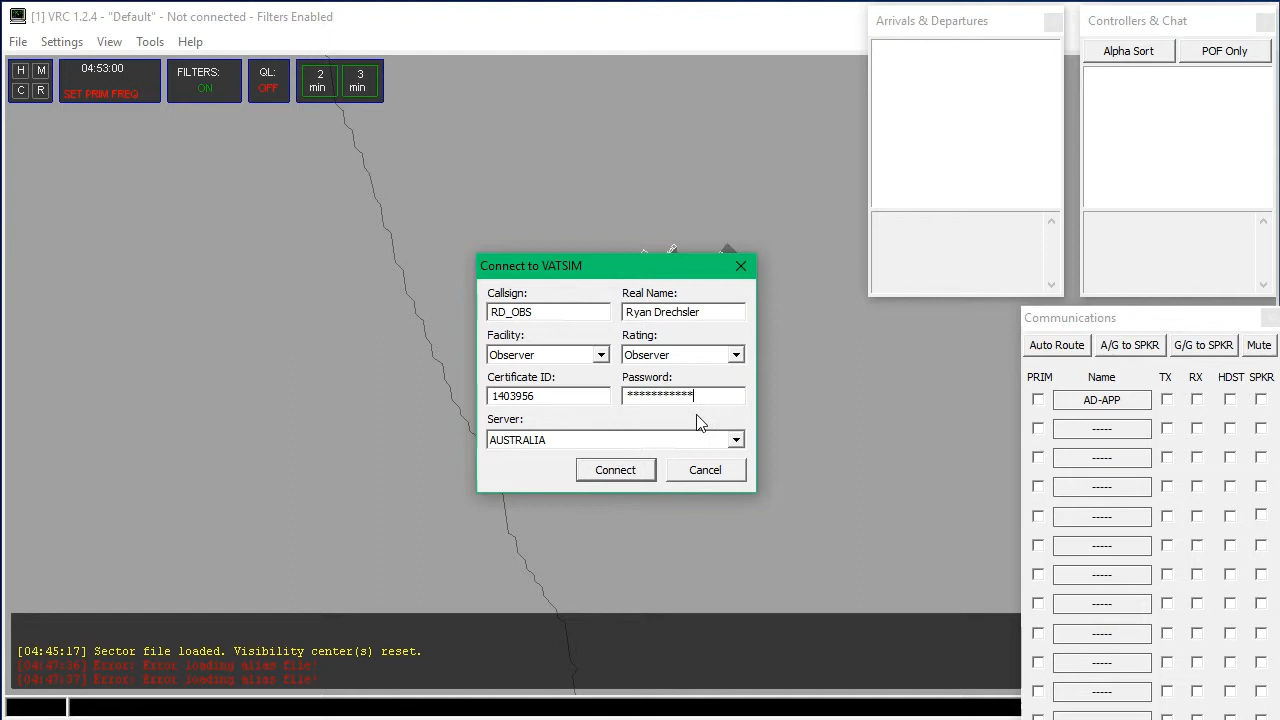 [1] VRC 1.2.4 - "Default" - Not connected - Filters Enabled
File Settings View Tools Help
H M
C R
04:53:00
SET PRIM FREQ
FILTERS:
ON
QL:
OFF
2
min
3
min
Arrivals & Departures
Controllers & Chat
Alpha Sort POF Only
Connect to VATSIM
Callsign: Real Name:
RD_OBS Ryan Drechsler
Facility: Rating:
Observer Observer
Certificate ID: Password:
1403956 ***********
Server:
AUSTRALIA
Connect Cancel
Communications
Auto Route A/G to SPKR G/G to SPKR Mute
PRIM Name TX RX HDST SPKR
AD-APP
-----
-----
-----
-----
-----
-----
-----
-----
-----
-----
[04:45:17] Sector file loaded. Visibility center(s) reset.
[04:47:36] Error: Error loading alias file!
[04:47:37] Error: Error loading alias file!